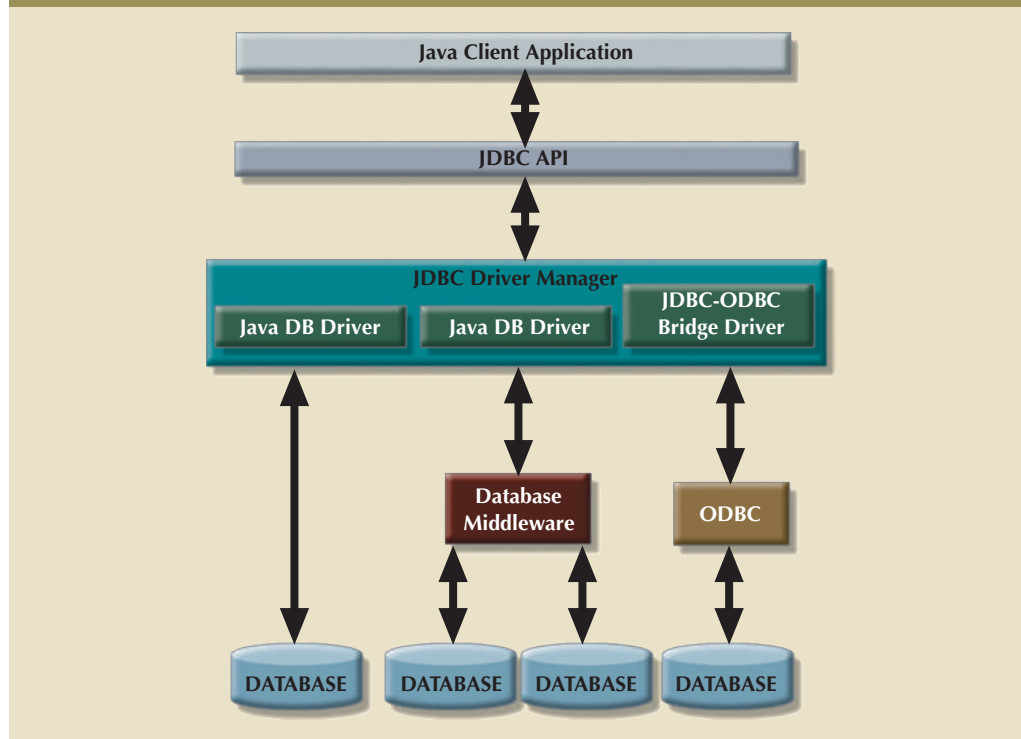 Java Client Application
JDBC API
JDBC Driver Manager
Java DB Driver
Java DB Driver
JDBC-ODBC
Bridge Driver
Database
Middleware
ODBC
DATABASE
DATABASE
DATABASE
DATABASE